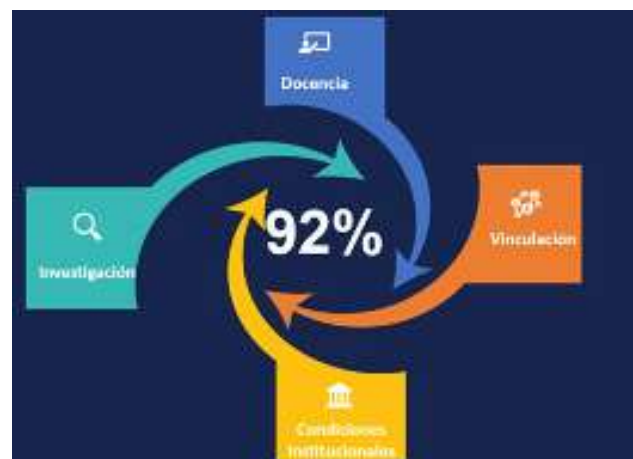 Docencia
92%
Vinculación
Investigación
Condiciones
Institucionales